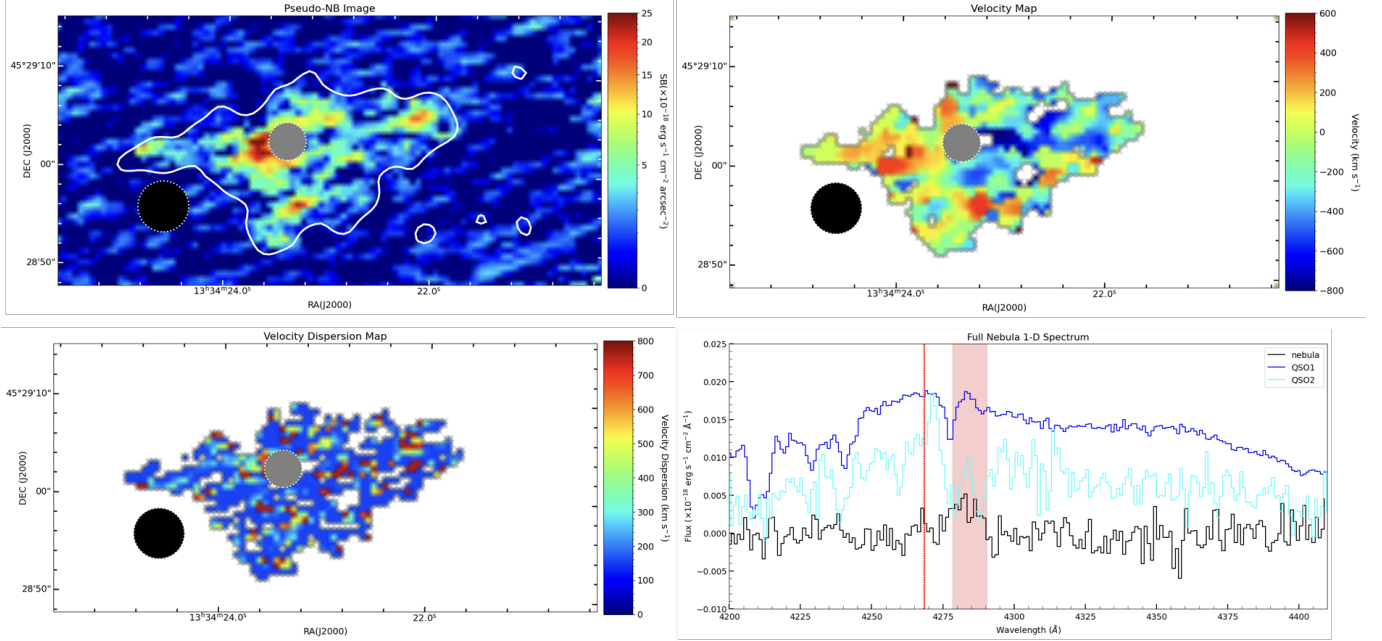 Pseudo-NB Image
45°29'10"
00"
28'50"
DEC (J2000)
13ʰ34ᵐ24.0ˢ
22.0ˢ
RA(J2000)
25
20
15
10
5
0
SB(×10⁻¹⁸ erg s⁻¹ cm⁻² arcsec⁻²)
Velocity Map
45°29'10"
00"
28'50"
DEC (J2000)
13ʰ34ᵐ24.0ˢ
22.0ˢ
RA(J2000)
600
400
200
0
−200
−400
−600
−800
Velocity (km s⁻¹)
Velocity Dispersion Map
45°29'10"
00"
28'50"
DEC (J2000)
13ʰ34ᵐ24.0ˢ
22.0ˢ
RA(J2000)
800
700
600
500
400
300
200
100
0
Velocity Dispersion (km s⁻¹)
Full Nebula 1-D Spectrum
nebula
QSO1
QSO2
0.025
0.020
0.015
0.010
0.005
0.000
−0.005
−0.010
Flux (×10⁻¹⁸ erg s⁻¹ cm⁻² Å⁻¹)
4200
4225
4250
4275
4300
4325
4350
4375
4400
Wavelength (Å)